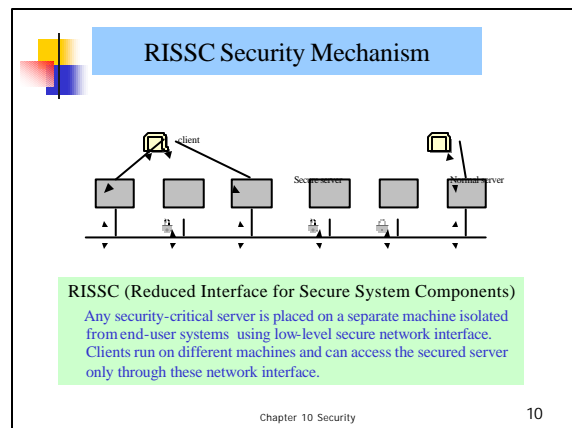 RISSC Security Mechanism
client
Secure server
Normal server
RISSC (Reduced Interface for Secure System Components)
Any security-critical server is placed on a separate machine isolated
from end-user systems using low-level secure network interface.
Clients run on different machines and can access the secured server
only through these network interface.
Chapter 10 Security
10